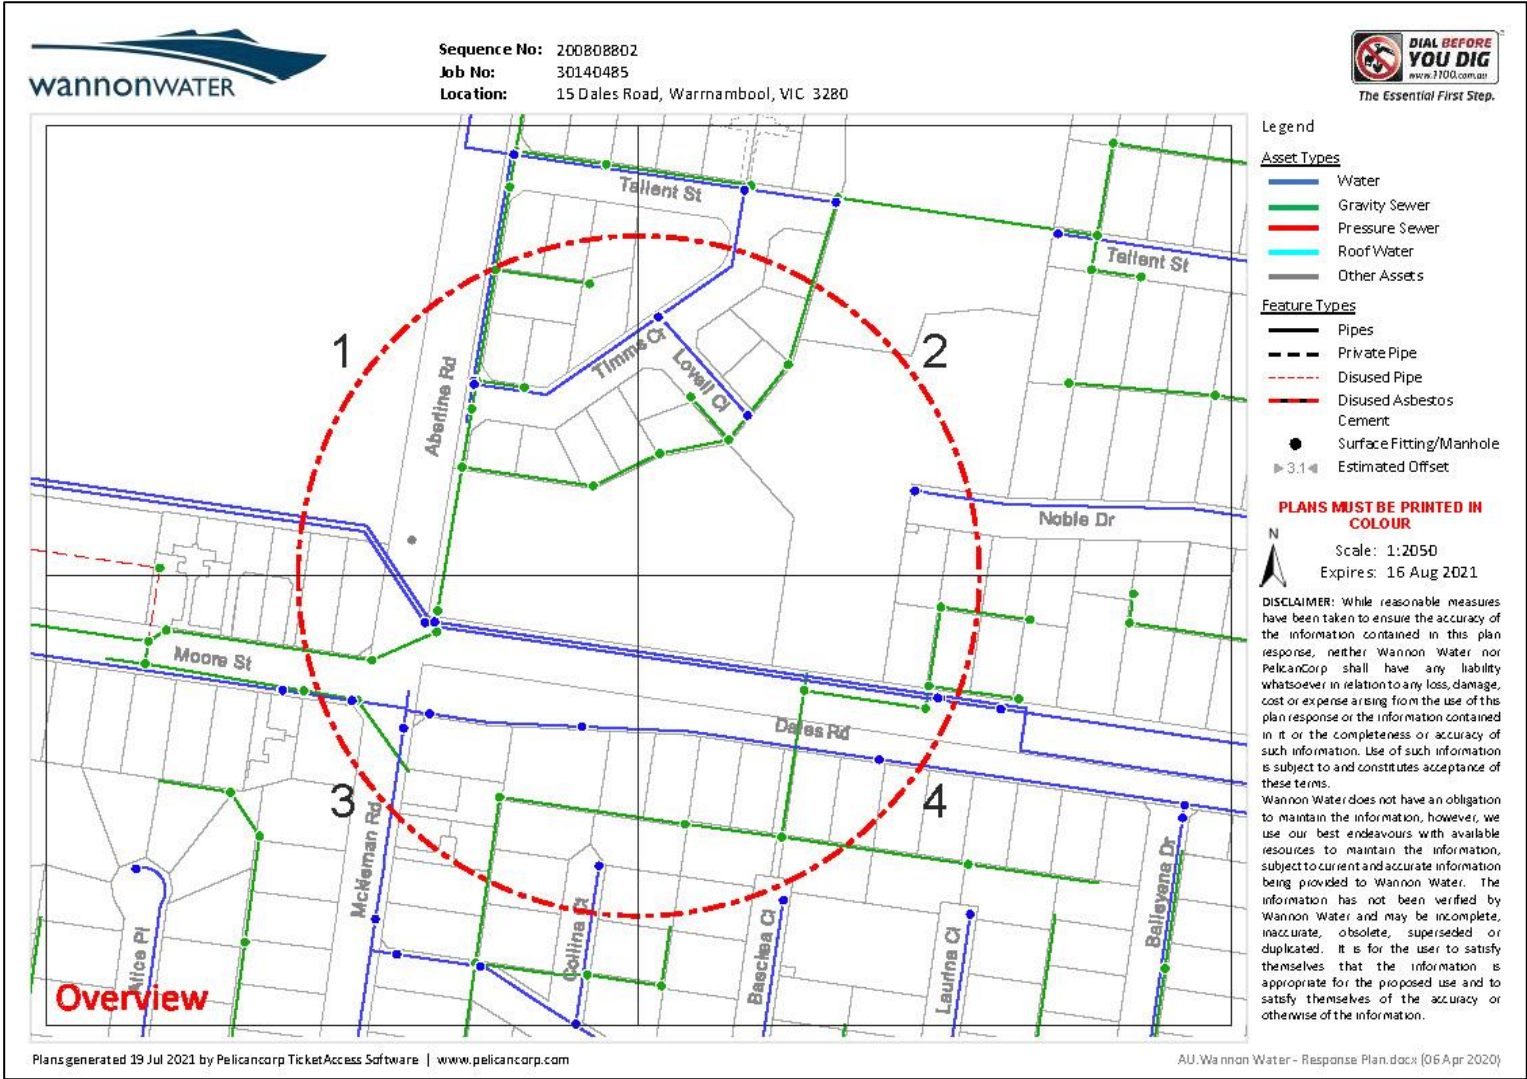 wannonWATER
Sequence No: 200808802
Job No: 30140485
Location: 15 Dales Road, Warrnambool, VIC 3280
DIAL BEFORE
YOU DIG
www.1100.com.au
The Essential First Step.
Legend
Asset Types
Water
Gravity Sewer
Pressure Sewer
Roof Water
Other Assets
Feature Types
Pipes
Private Pipe
Disused Pipe
Disused Asbestos
Cement
Surface Fitting/Manhole
3.1 Estimated Offset
PLANS MUST BE PRINTED IN
COLOUR
N
Scale: 1:2050
Expires: 16 Aug 2021
DISCLAIMER: While reasonable measures
have been taken to ensure the accuracy of
the information contained in this plan
response, neither Wannon Water nor
PelicanCorp shall have any liability
whatsoever in relation to any loss, damage,
cost or expense arising from the use of this
plan response or the information contained
in it or the completeness or accuracy of
such information. Use of such information
is subject to and constitutes acceptance of
these terms.
Wannon Water does not have an obligation
to maintain the information, however, we
use our best endeavours with available
resources to maintain the information,
subject to current and accurate information
being provided to Wannon Water. The
information has not been verified by
Wannon Water and may be incomplete,
inaccurate, obsolete, superseded or
duplicated. It is for the user to satisfy
themselves that the information is
appropriate for the proposed use and to
satisfy themselves of the accuracy or
otherwise of the information.
Tallent St
Tallent St
1
2
Aberline Rd
Timms Ct
Lovell Cl
Noble Dr
Moore St
Dales Rd
3
4
McKiernan Rd
Alice Pl
Collins Ct
Baschea Cl
Laurina Cl
Ballevana Dr
Overview
Plans generated 19 Jul 2021 by Pelicancorp TicketAccess Software | www.pelicancorp.com
AU.Wannon Water - Response Plan.docx (06 Apr 2020)